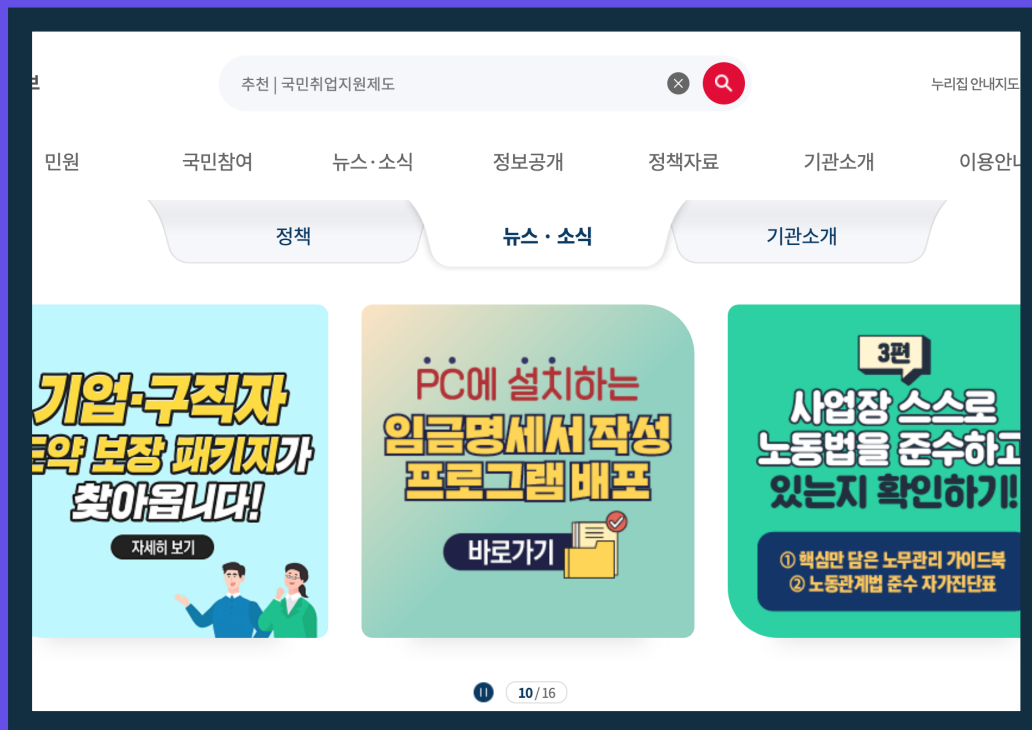 추천 | 국민취업지원제도
누리집 안내지도
민원
국민참여
뉴스·소식
정보공개
정책자료
기관소개
이용안
정책
뉴스·소식
기관소개
기업·구직자
도약 보장 패키지가
찾아옵니다!
자세히 보기
PC에 설치하는
임금명세서 작성
프로그램 배포
바로가기
3편
사업장 스스로
노동법을 준수하고
있는지 확인하기!
① 핵심만 담은 노무관리 가이드북
② 노동관계법 준수 자가진단표
10 / 16